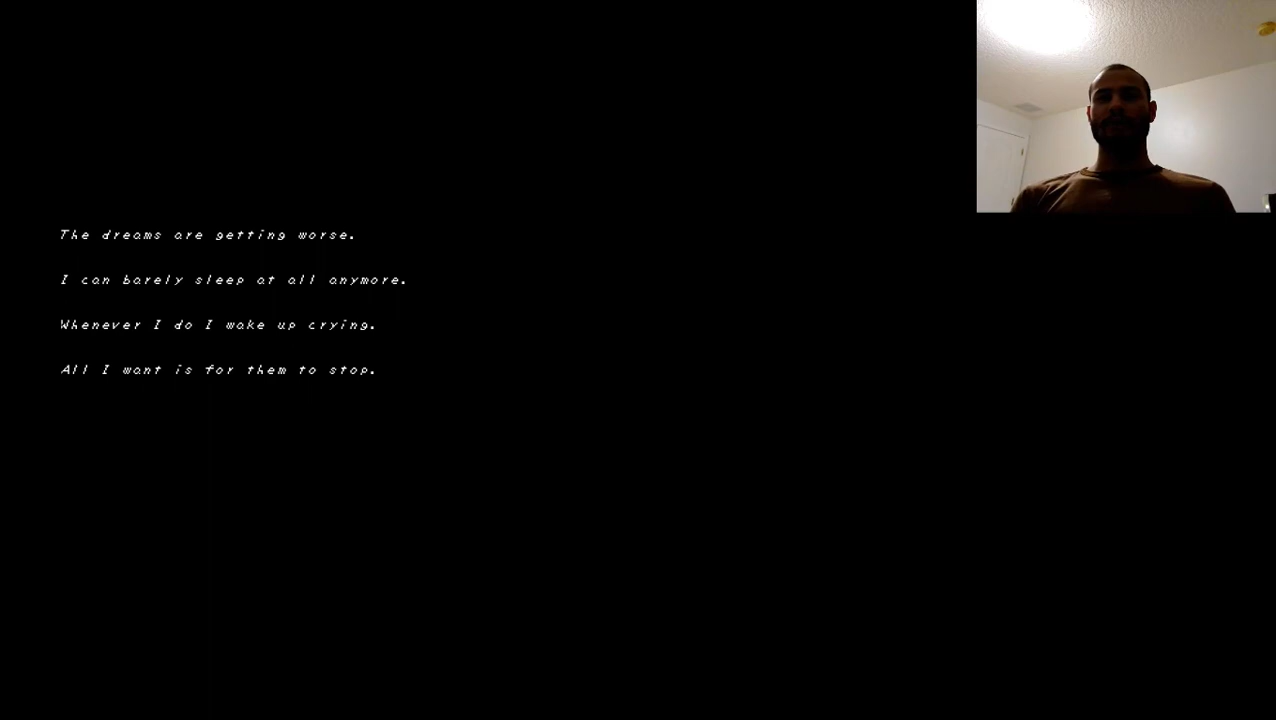 The dreams are getting worse.
I can barely sleep at all anymore.
Whenever I do I wake up crying.
All I want is for them to stop.